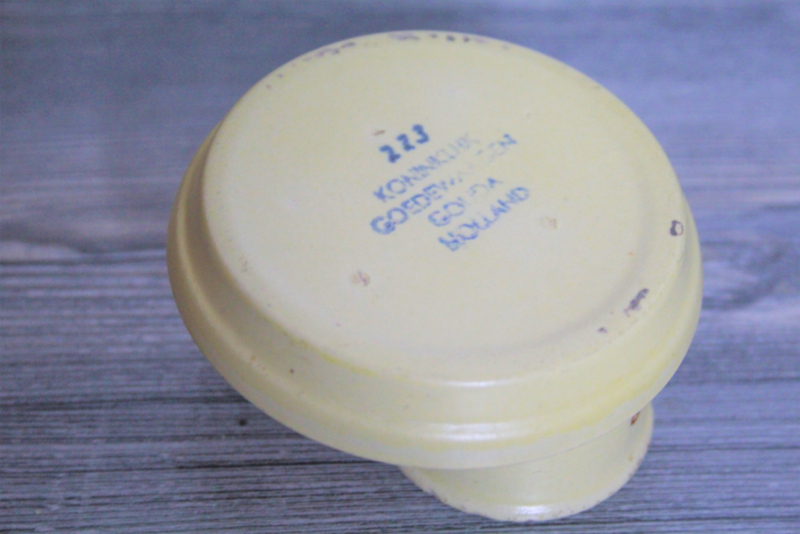 223
KONINKLIJK
GOEDEWAAGEN
GOUDA
HOLLAND